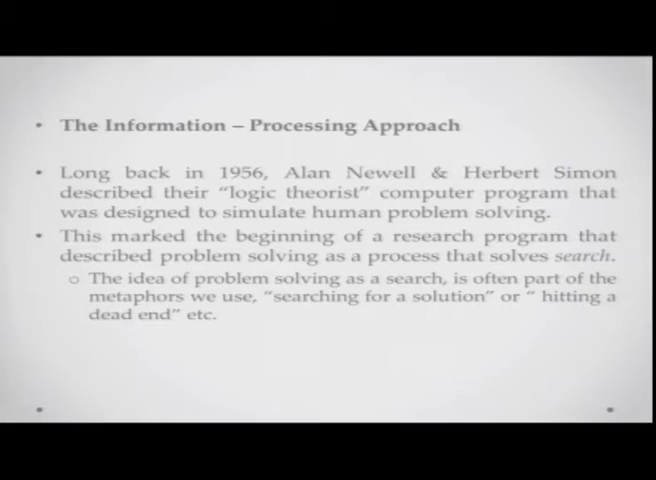 • The Information – Processing Approach
• Long back in 1956, Alan Newell & Herbert Simon
described their “logic theorist” computer program that
was designed to simulate human problem solving.
• This marked the beginning of a research program that
described problem solving as a process that solves search.
○ The idea of problem solving as a search, is often part of the
metaphors we use, “searching for a solution” or “ hitting a
dead end” etc.